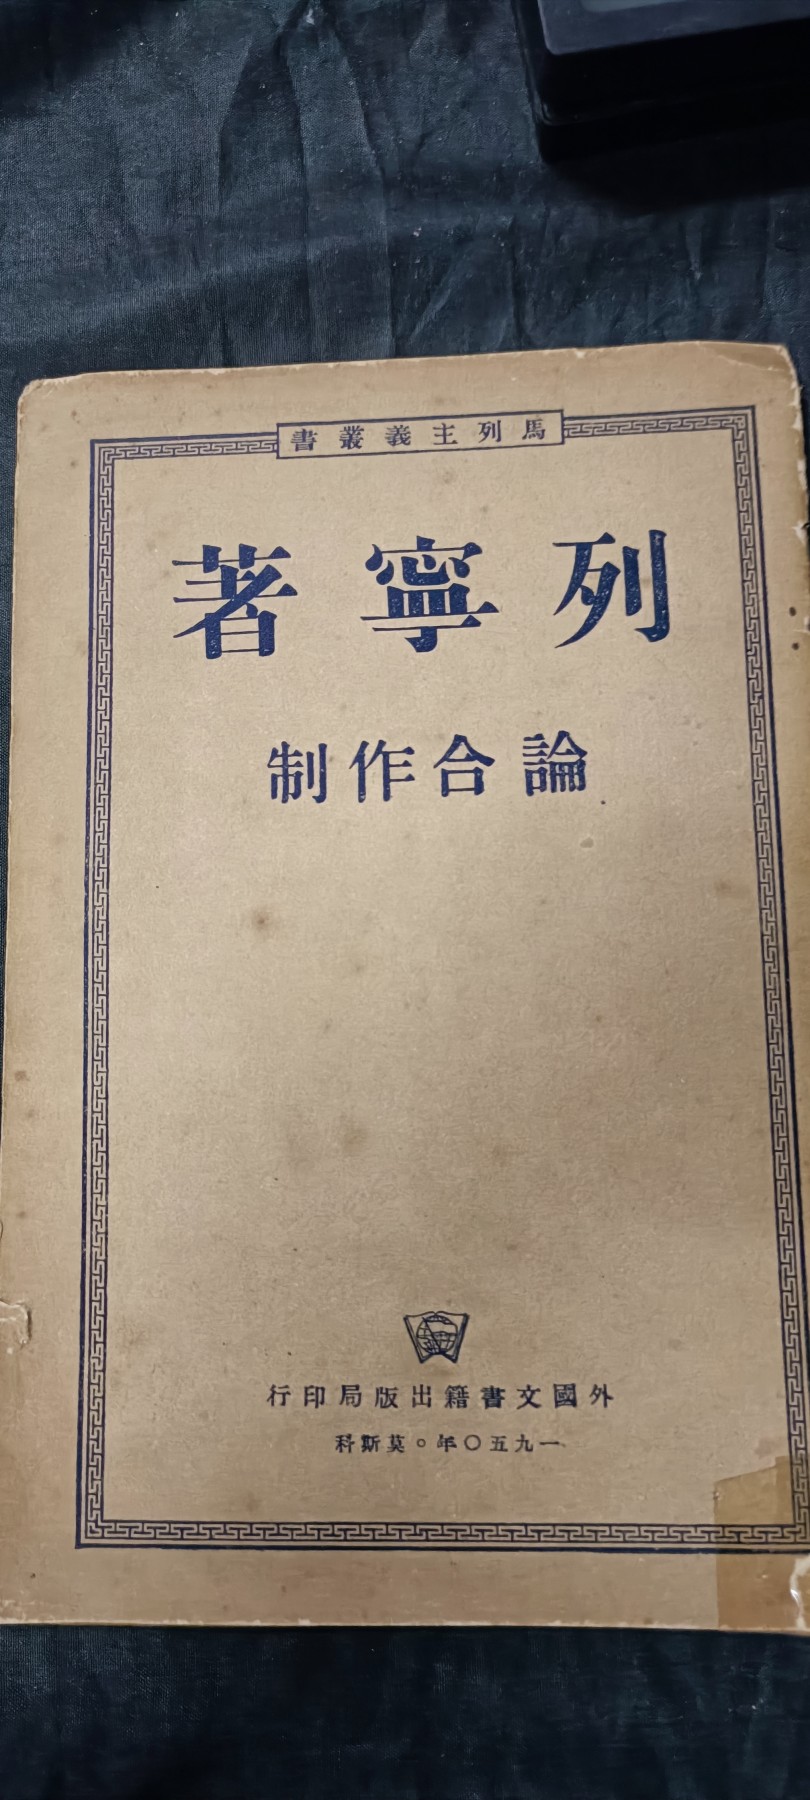 馬列主義叢書
列寧著
論合作制
外國文書籍出版局印行
一九五〇年。莫斯科